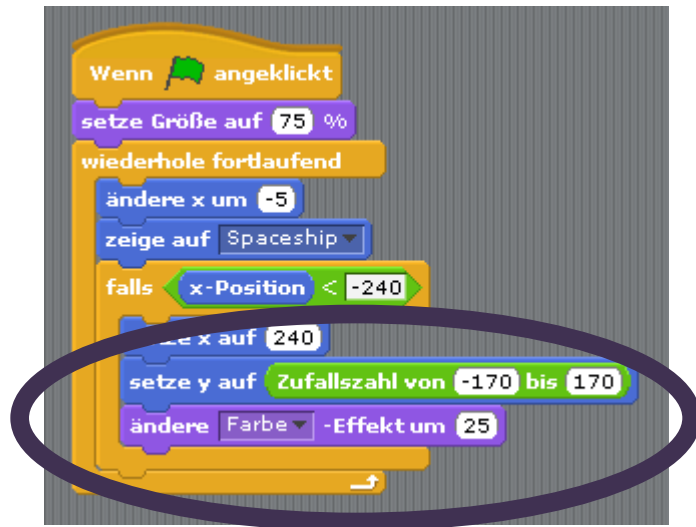 Wenn angeklickt
setze Größe auf 75 %
wiederhole fortlaufend
ändere x um -5
zeige auf Spaceship
falls x-Position < -240
x auf 240
setze y auf Zufallszahl von -170 bis 170
ändere Farbe -Effekt um 25